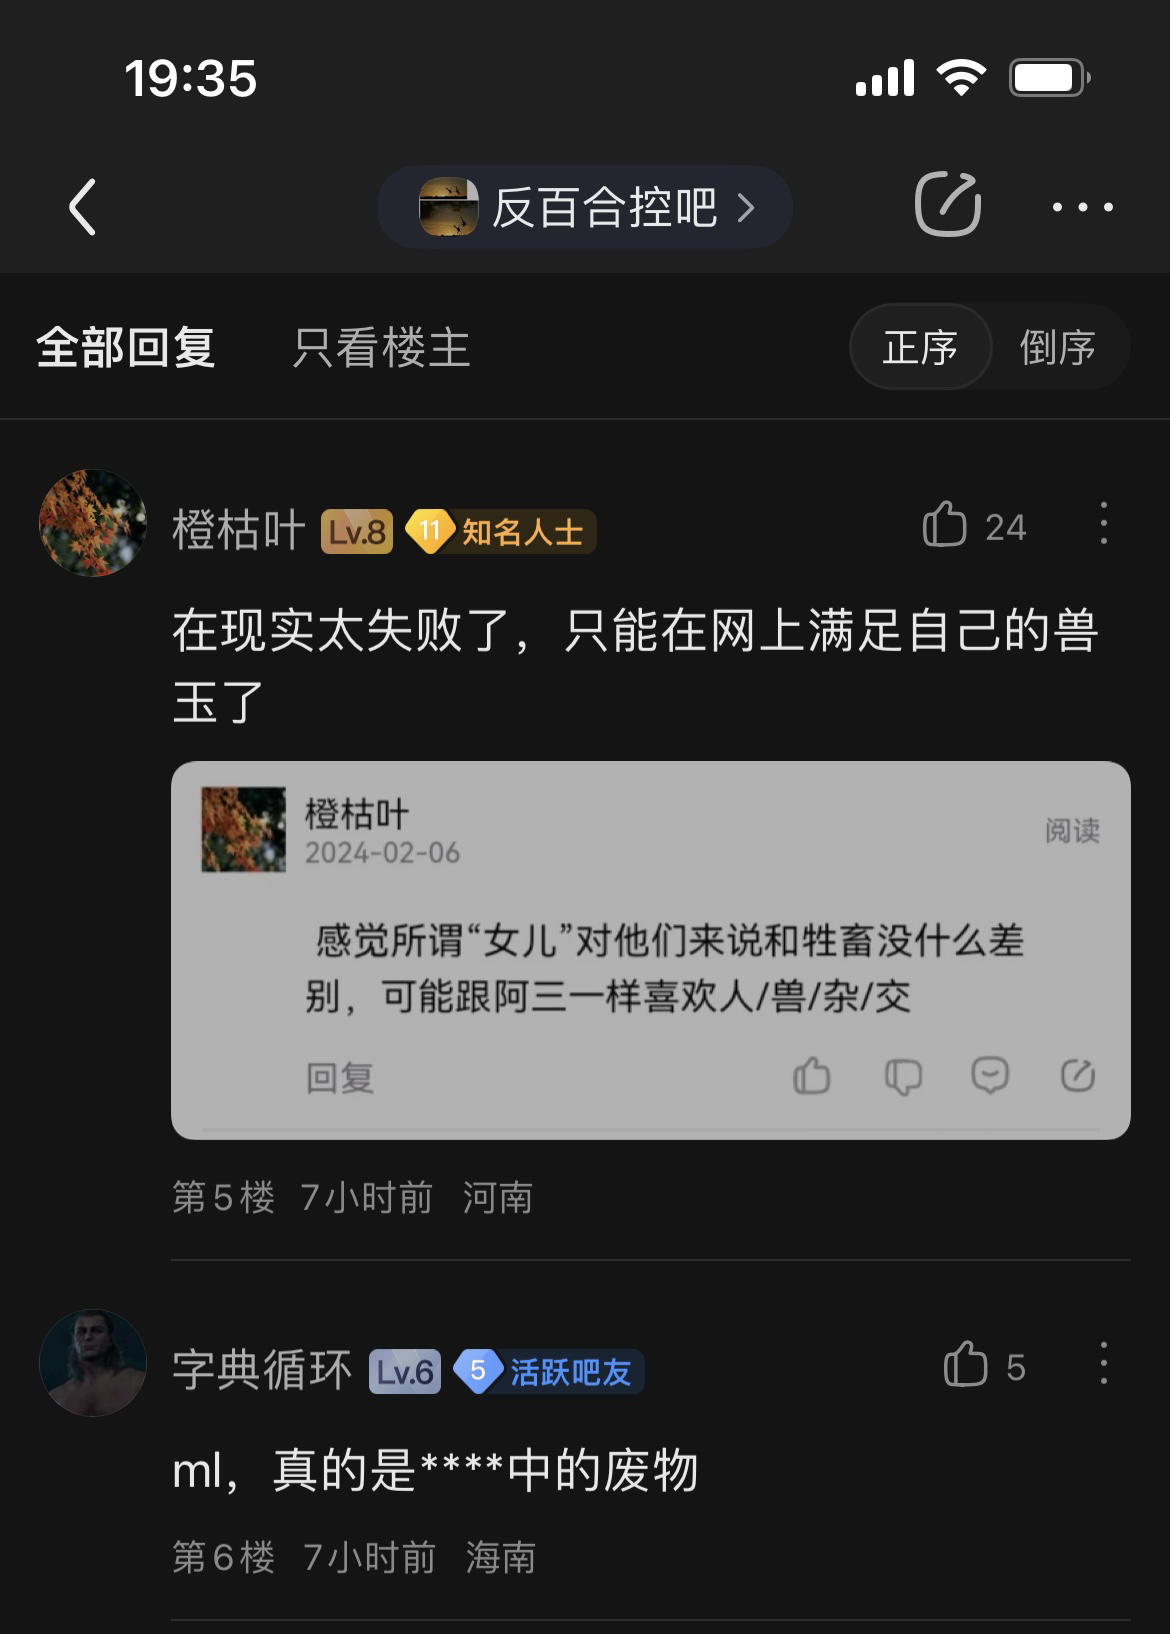 19:35
反百合控吧
全部回复 只看楼主 正序 倒序
橙枯叶 Lv.8 11 知名人士 24
在现实太失败了，只能在网上满足自己的兽
玉了
橙枯叶
2024-02-06
阅读
感觉所谓“女儿”对他们来说和牲畜没什么差
别，可能跟阿三一样喜欢人/兽/杂/交
回复
第5楼 7小时前 河南
字典循环 Lv.6 5 活跃吧友 5
ml，真的是****中的废物
第6楼 7小时前 海南